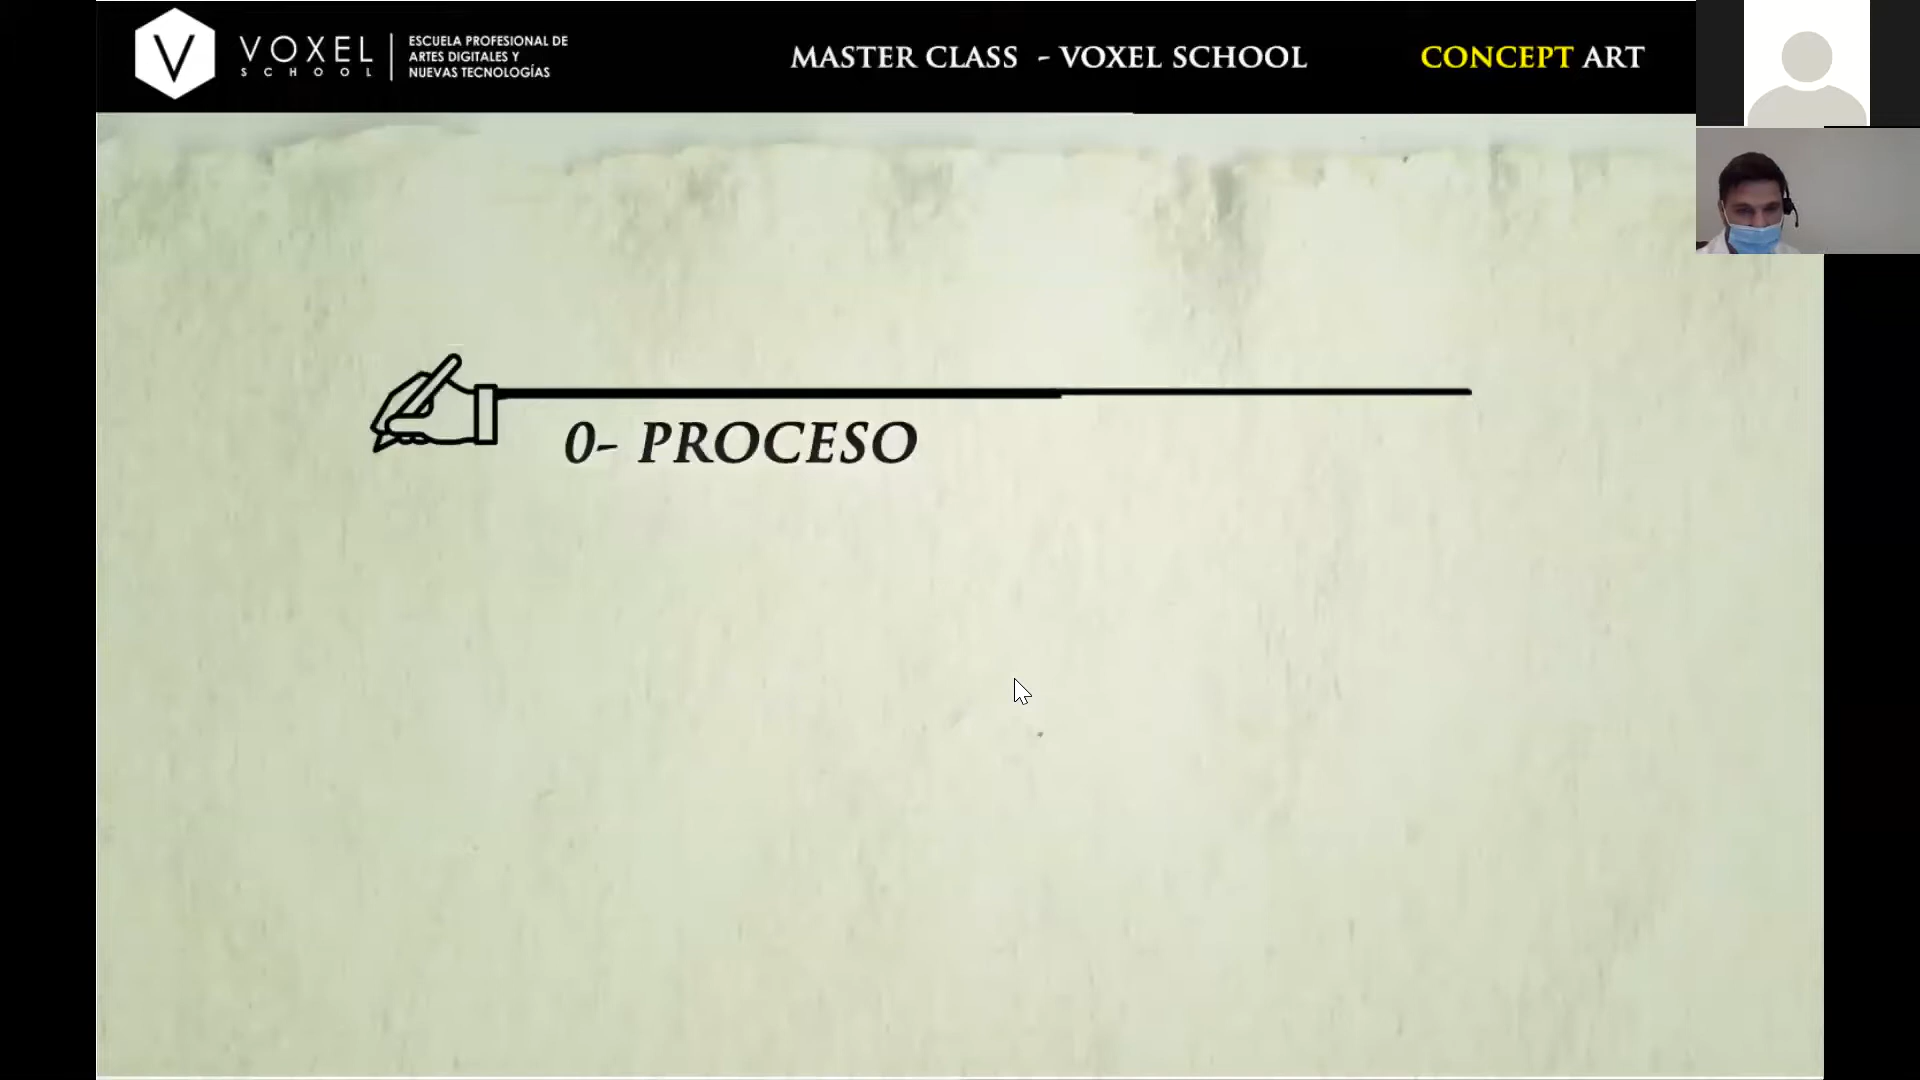 VOXEL
SCHOOL
ESCUELA PROFESIONAL DE
ARTES DIGITALES Y
NUEVAS TECNOLOGÍAS
MASTER CLASS - VOXEL SCHOOL
CONCEPT ART
0- PROCESO